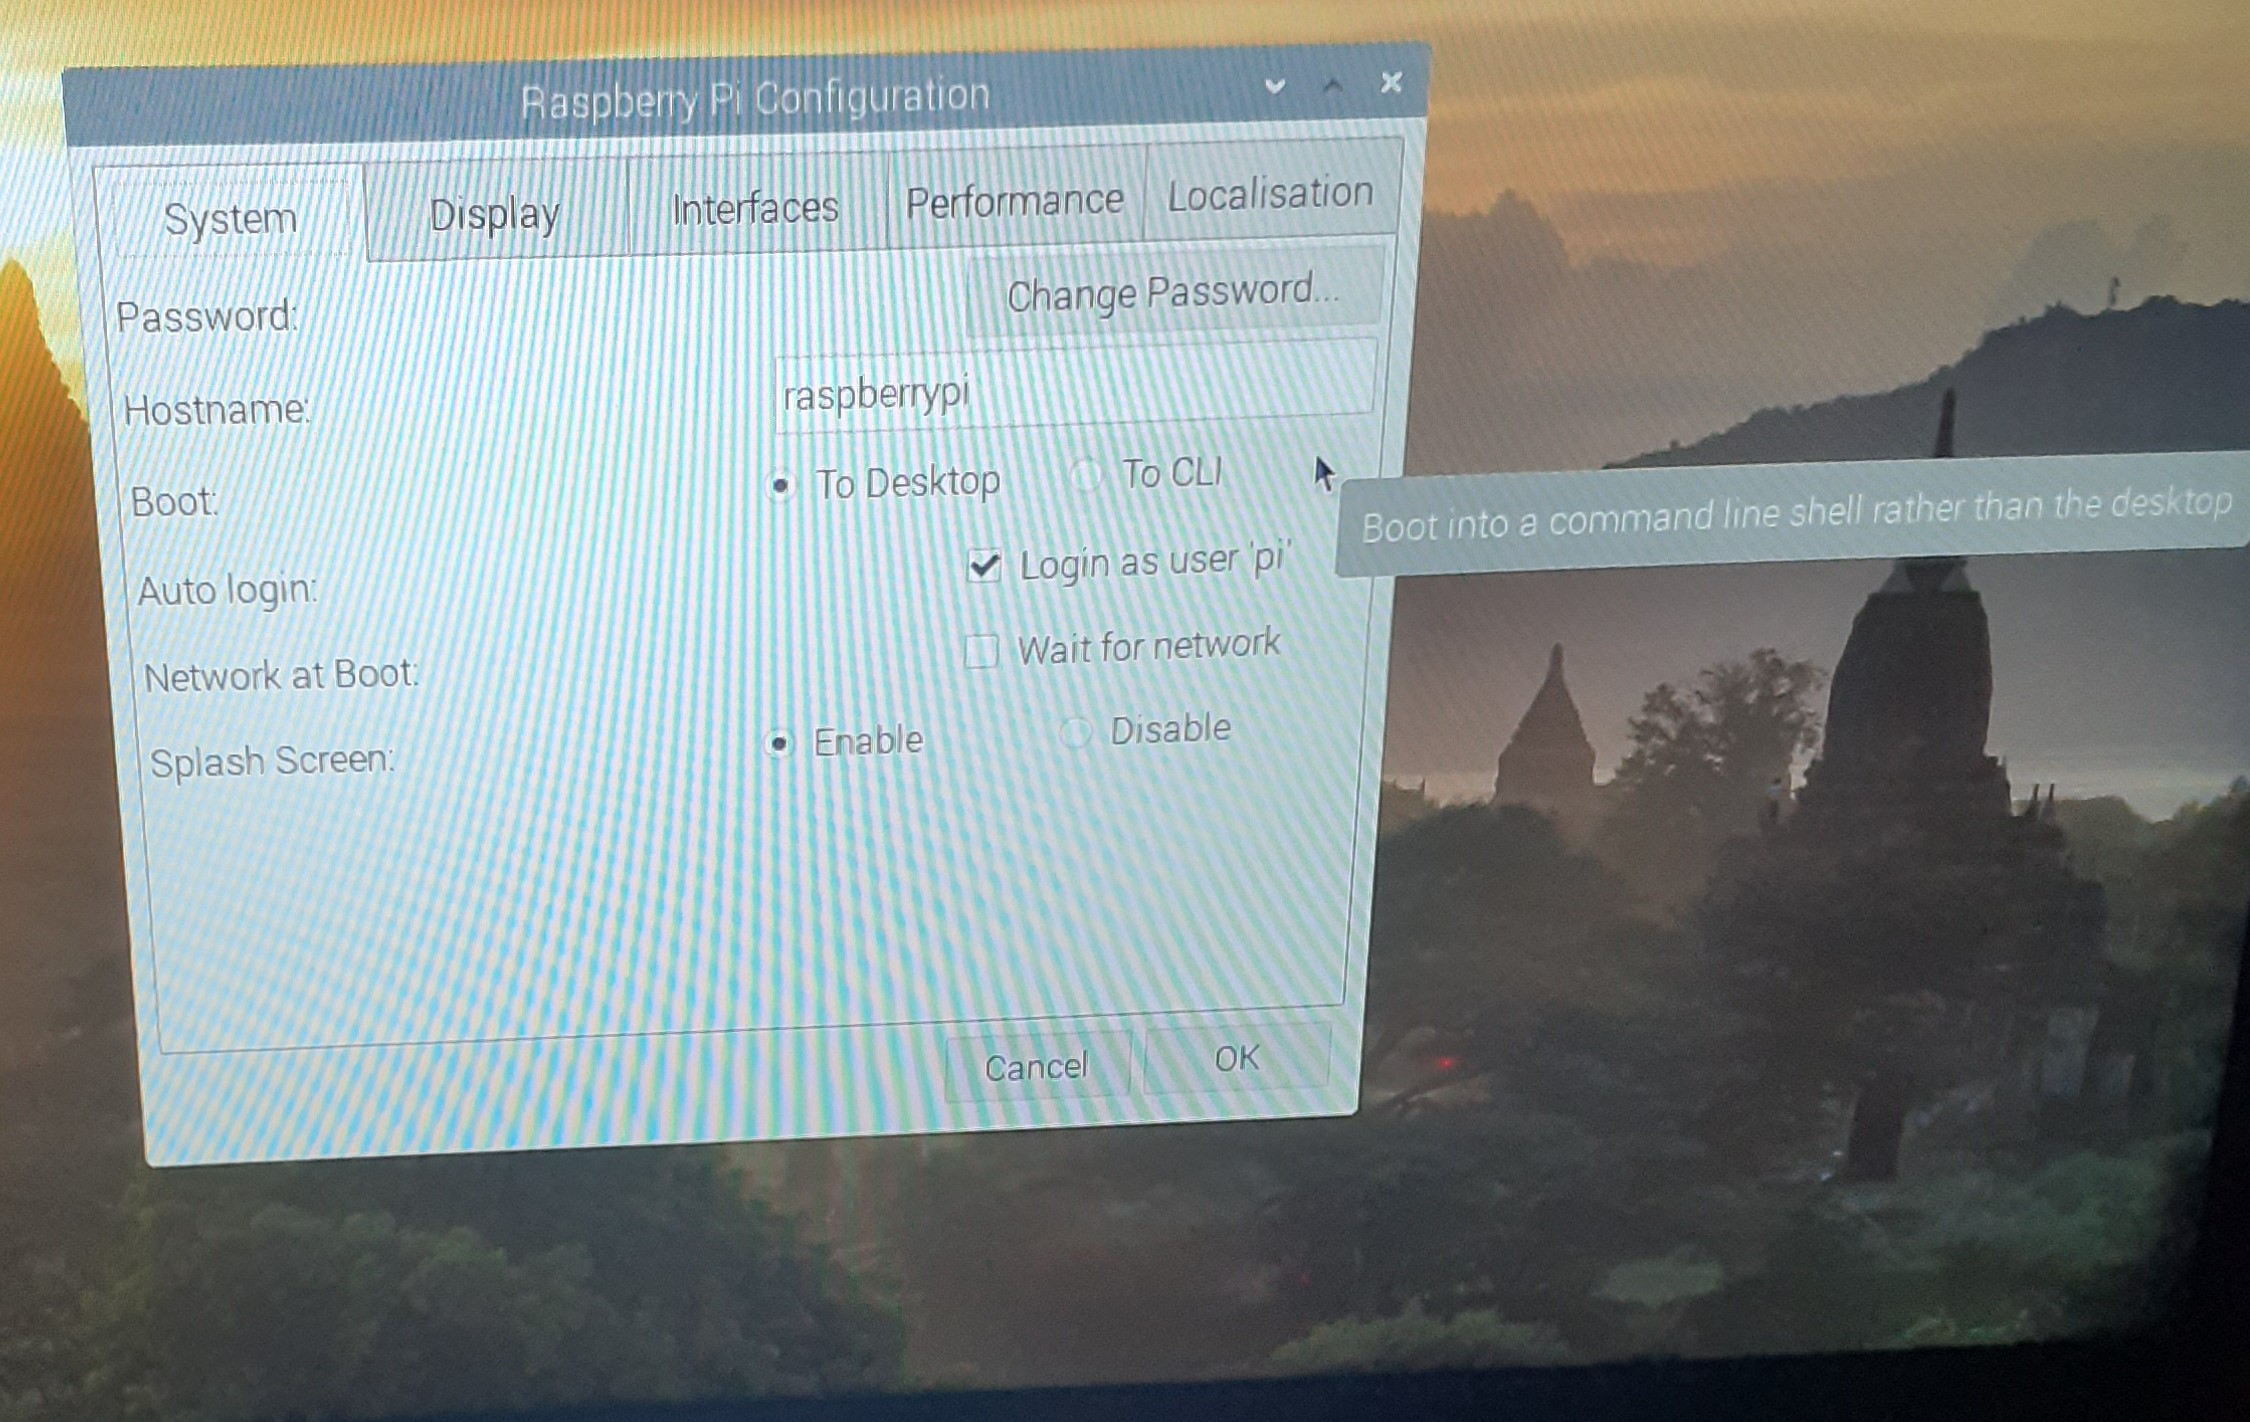 Raspberry Pi Configuration
System Display Interfaces Performance Localisation
Password: Change Password...
Hostname: raspberrypi
Boot: To Desktop To CLI
Boot into a command line shell rather than the desktop
Auto login: Login as user 'pi'
Network at Boot: Wait for network
Splash Screen: Enable Disable
Cancel OK